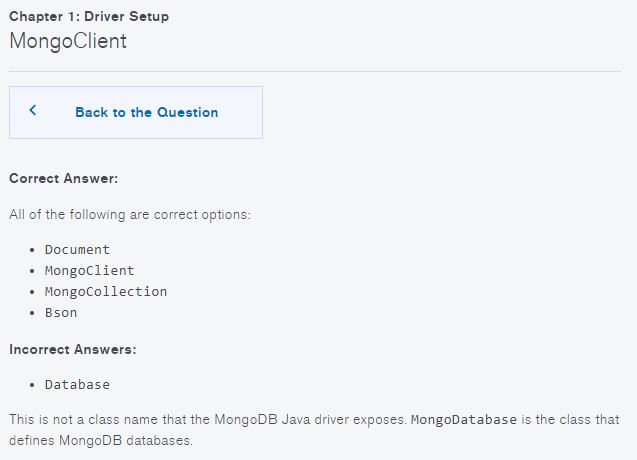 Chapter 1: Driver Setup
MongoClient
Back to the Question
Correct Answer:
All of the following are correct options:
• Document
• MongoClient
• MongoCollection
• Bson
Incorrect Answers:
• Database
This is not a class name that the MongoDB Java driver exposes. MongoDatabase is the class that
defines MongoDB databases.